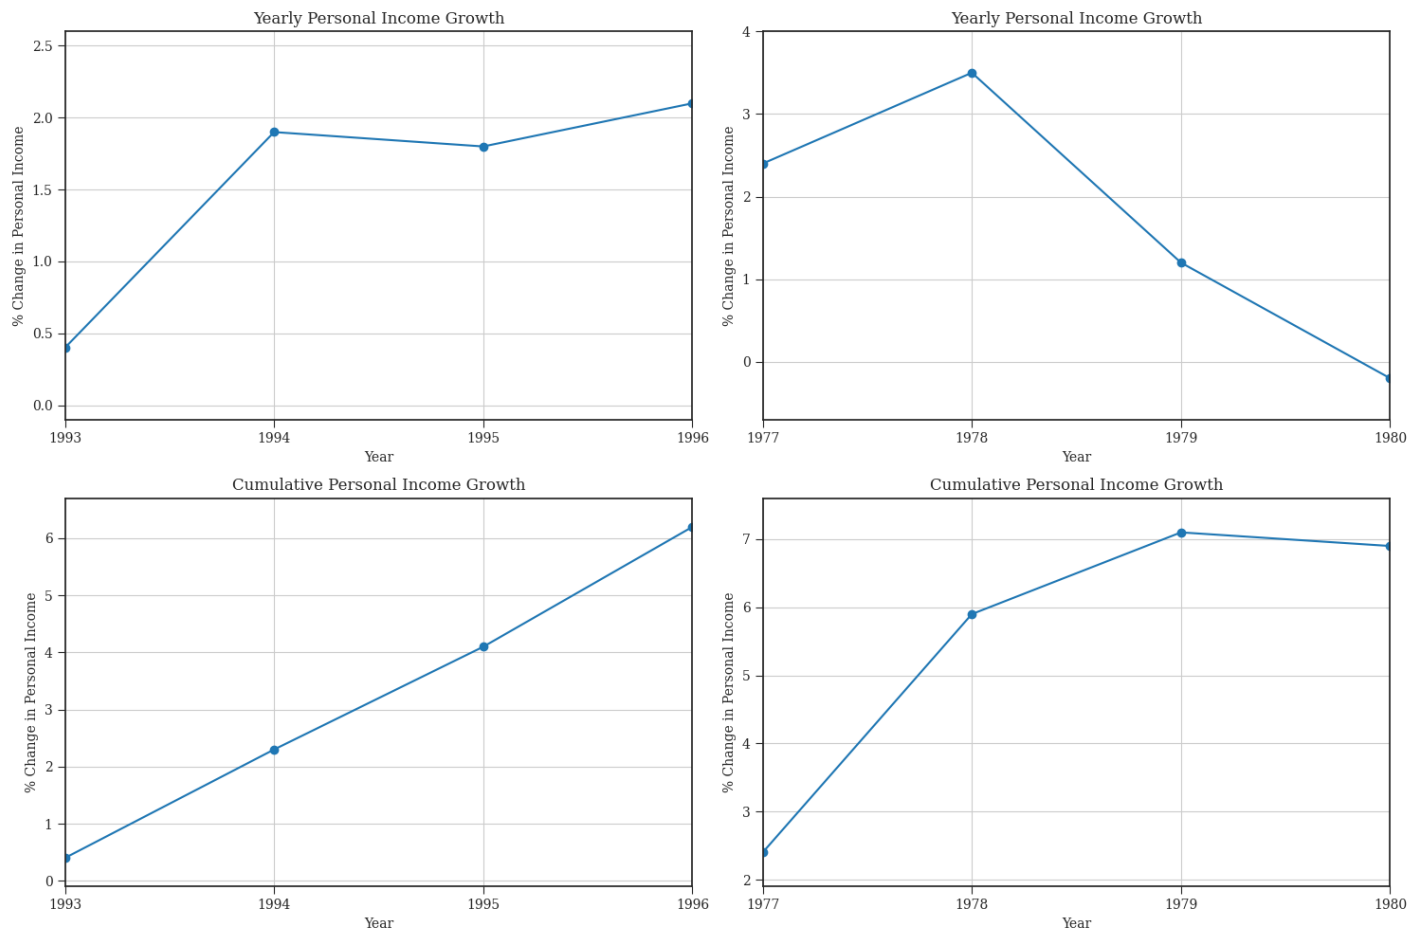 Yearly Personal Income Growth
% Change in Personal Income
2.5
2.0
1.5
1.0
0.5
0.0
1993 1994 1995 1996
Year
Yearly Personal Income Growth
% Change in Personal Income
4
3
2
1
0
1977 1978 1979 1980
Year
Cumulative Personal Income Growth
% Change in Personal Income
6
5
4
3
2
1
0
1993 1994 1995 1996
Year
Cumulative Personal Income Growth
% Change in Personal Income
7
6
5
4
3
2
1977 1978 1979 1980
Year